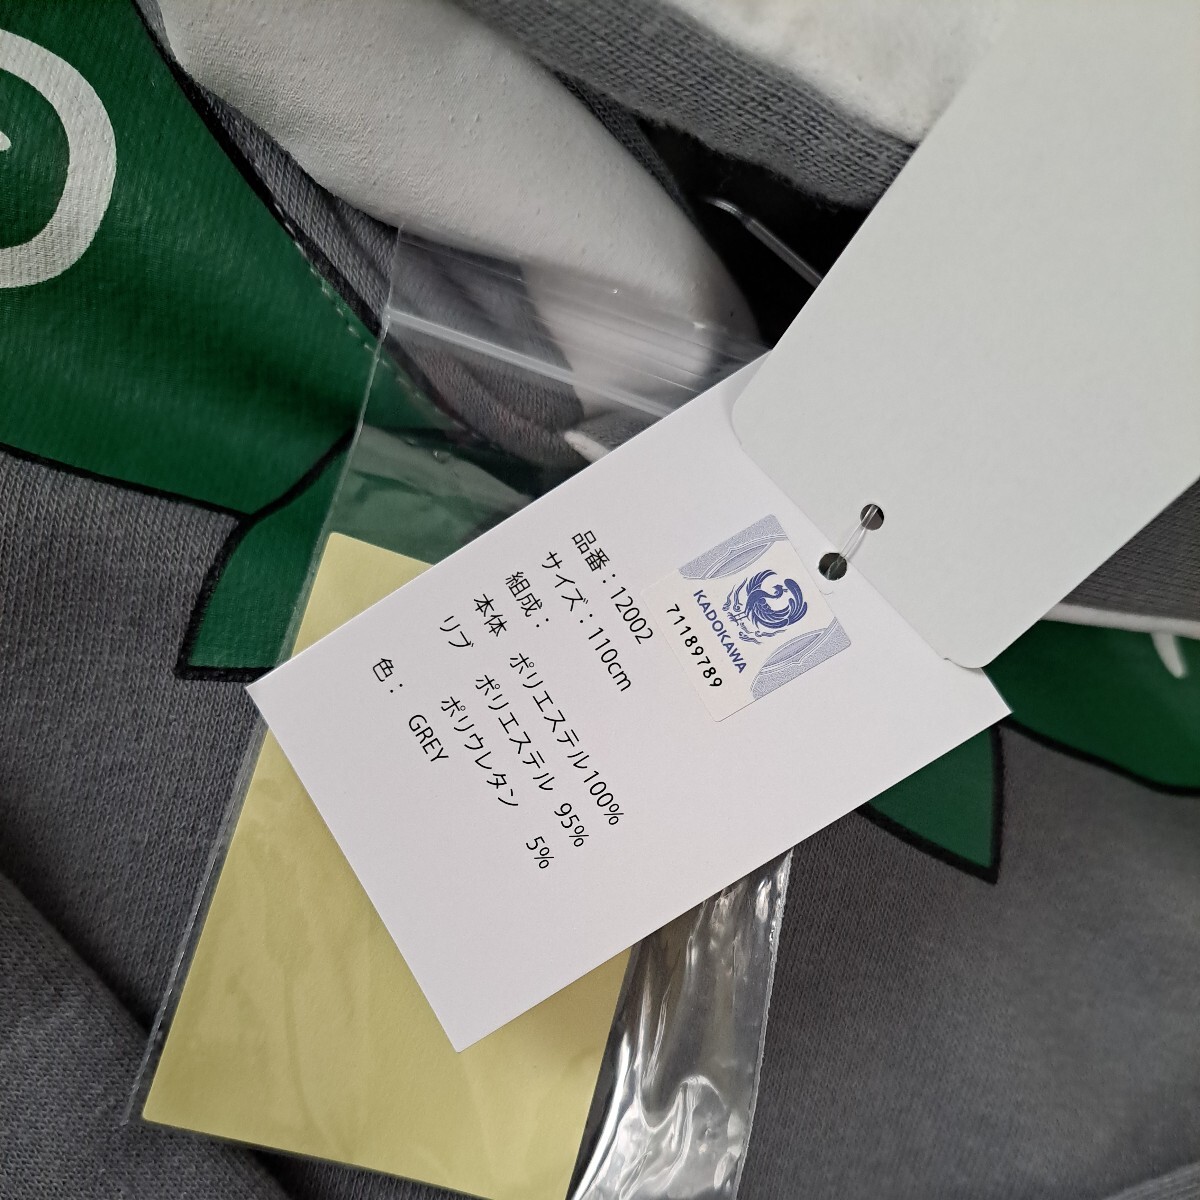 品番：12002
サイズ：110cm
組成：
本体　ポリエステル100%
リブ　ポリエステル 95%
ポリウレタン 5%
色： GREY
KADOKAWA
71189789